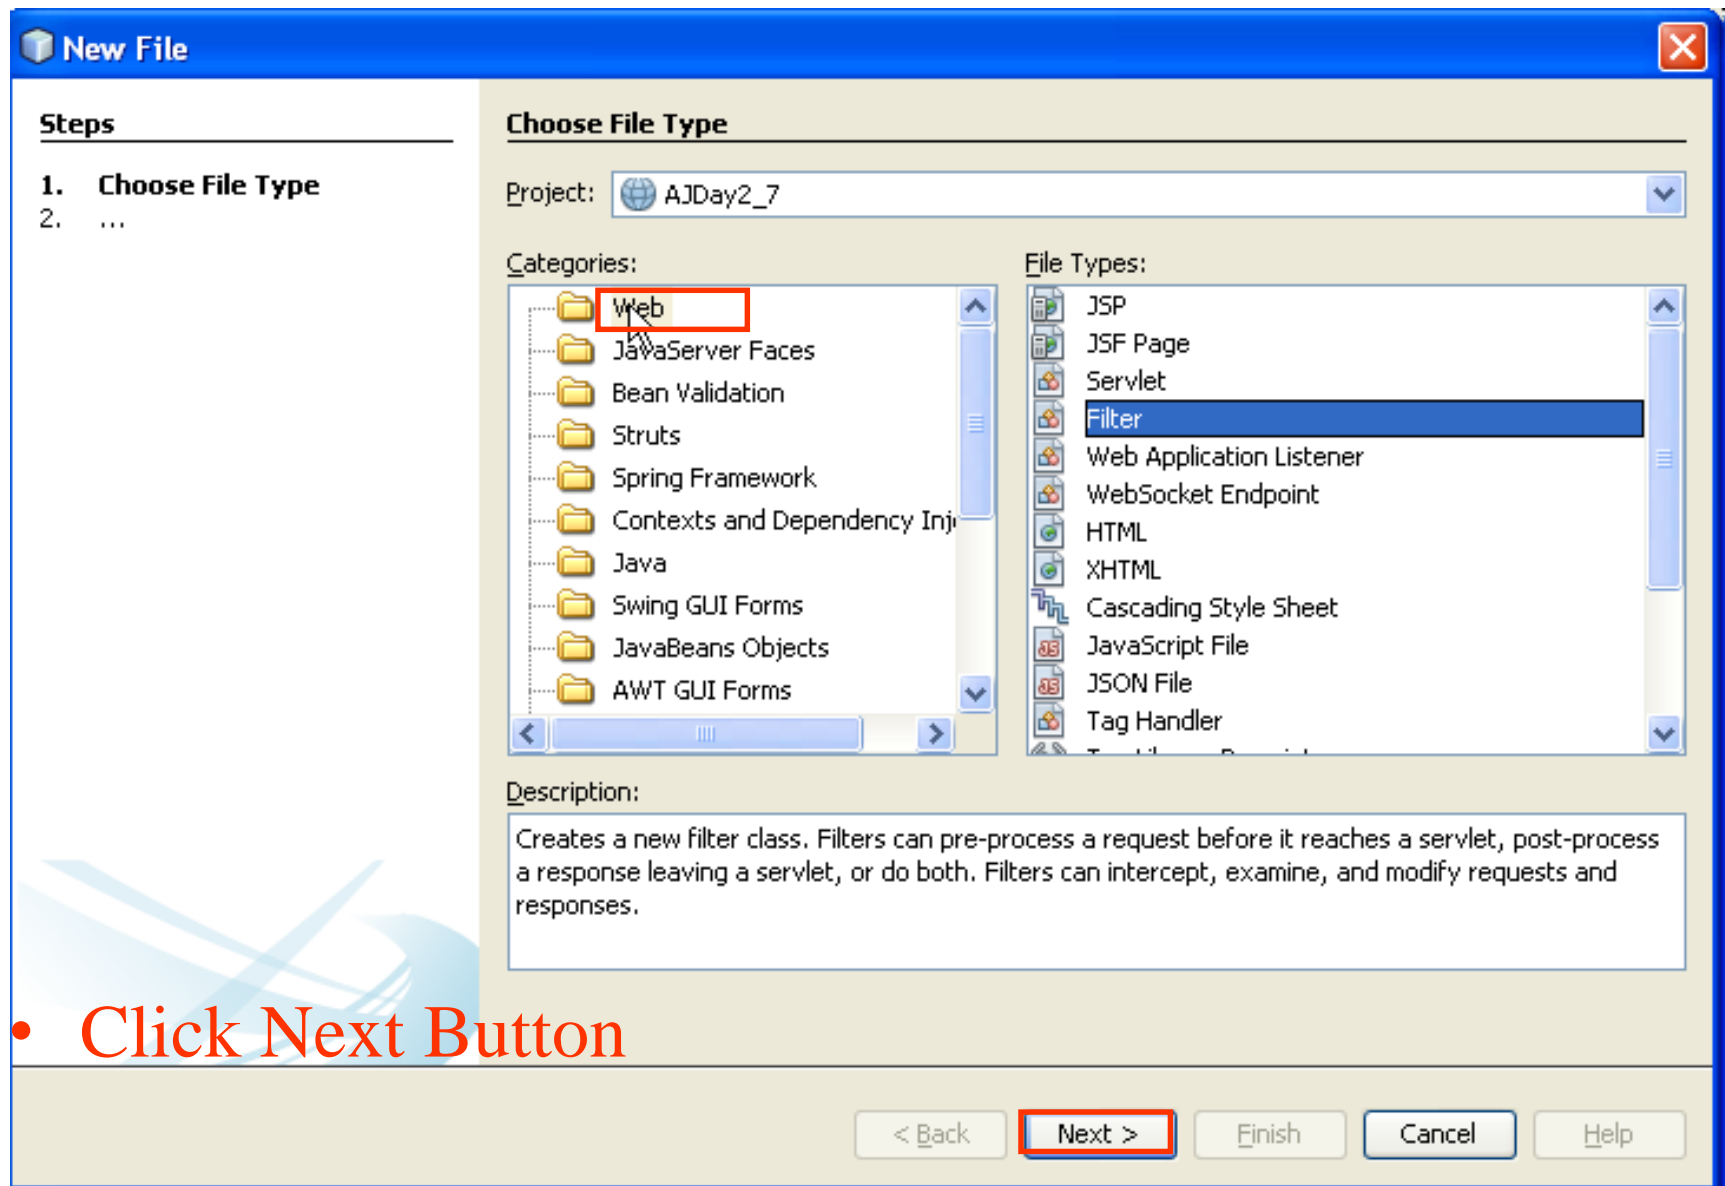 New File
Steps
1. Choose File Type
2. ...
Choose File Type
Project: AJDay2_7
Categories:
Web
JavaServer Faces
Bean Validation
Struts
Spring Framework
Contexts and Dependency Inj
Java
Swing GUI Forms
JavaBeans Objects
AWT GUI Forms
File Types:
JSP
JSF Page
Servlet
Filter
Web Application Listener
WebSocket Endpoint
HTML
XHTML
Cascading Style Sheet
JavaScript File
JSON File
Tag Handler
Description:
Creates a new filter class. Filters can pre-process a request before it reaches a servlet, post-process
a response leaving a servlet, or do both. Filters can intercept, examine, and modify requests and
responses.
• Click Next Button
< Back Next > Finish Cancel Help